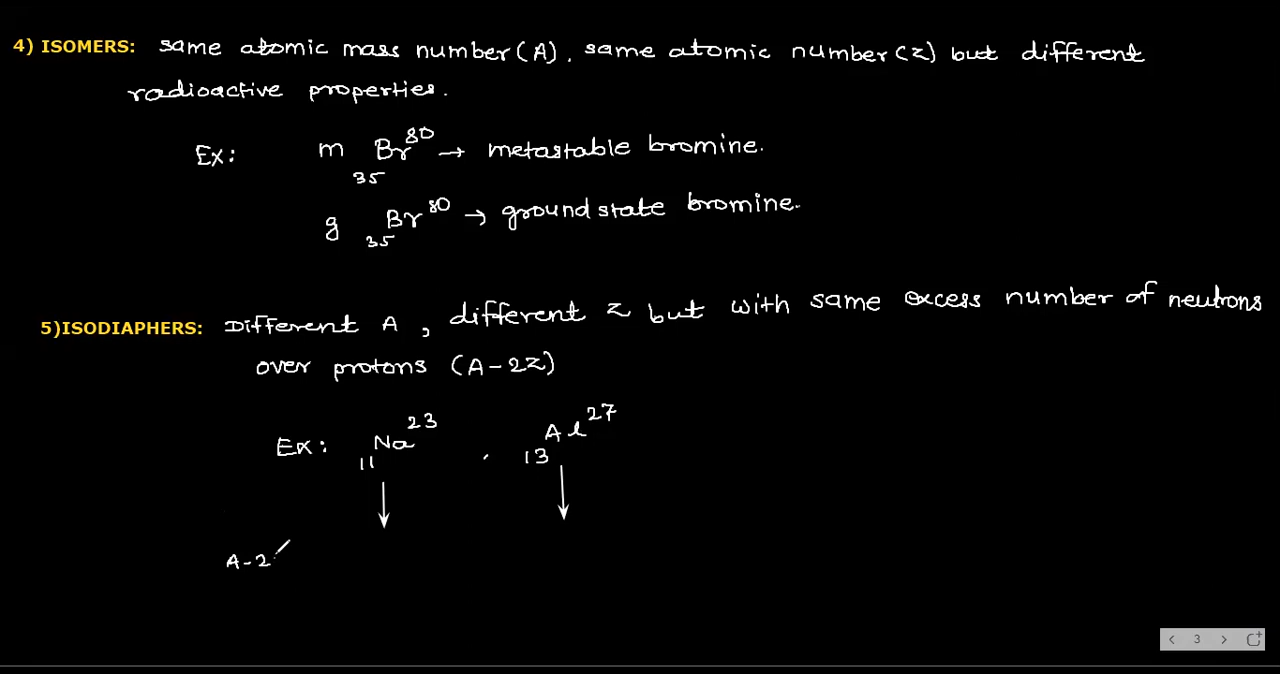 4) ISOMERS: same atomic mass number (A), same atomic number (Z) but different
radioactive properties.
Ex: m ₃₅Br⁸⁰ → metastable bromine.
g ₃₅Br⁸⁰ → ground state bromine.
5)ISODIAPHERS: Different A, different Z but with same excess number of neutrons
over protons (A-2Z)
Ex: ₁₁Na²³ , ₁₃Al²⁷
A-2
3